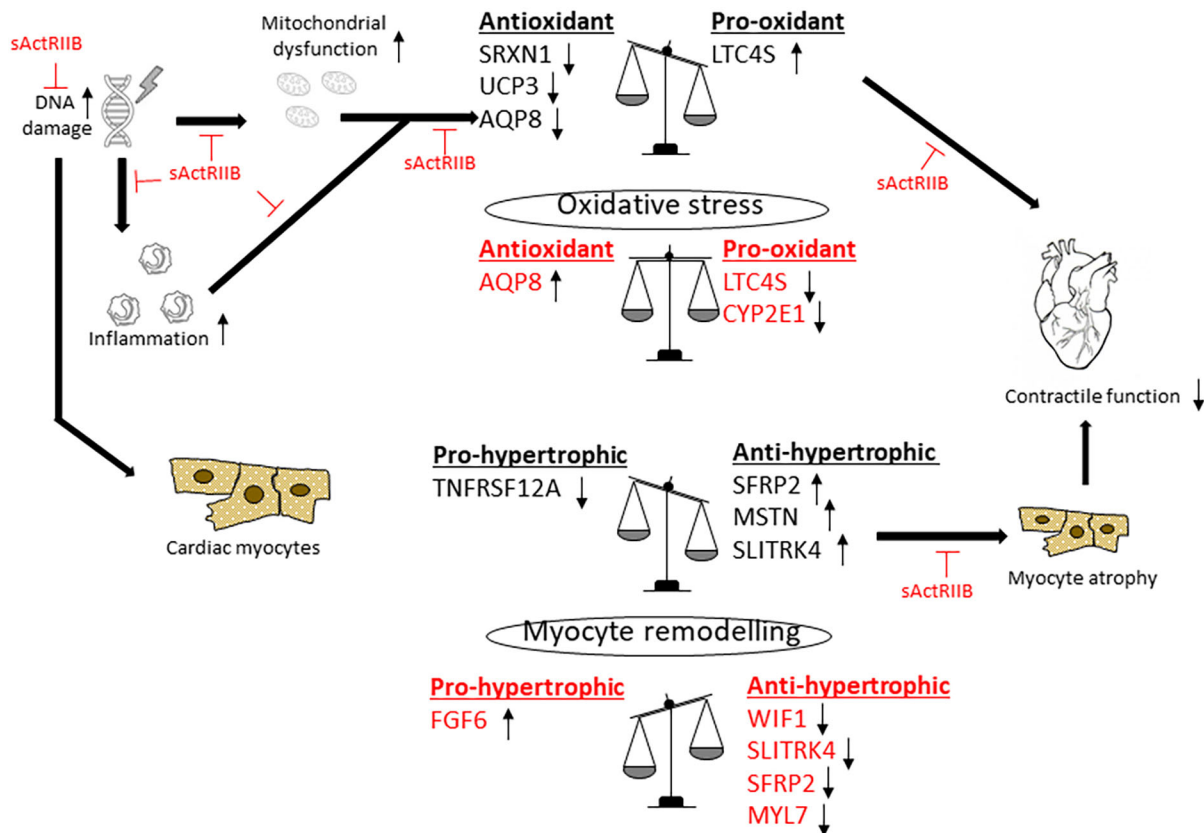 sActRIIB
DNA
damage
Mitochondrial
dysfunction
sActRIIB
Inflammation
Antioxidant
SRXN1
UCP3
AQP8
Pro-oxidant
LTC4S
sActRIIB
sActRIIB
Oxidative stress
Antioxidant
AQP8
Pro-oxidant
LTC4S
CYP2E1
Contractile function
Cardiac myocytes
Pro-hypertrophic
TNFRSF12A
Anti-hypertrophic
SFRP2
MSTN
SLITRK4
sActRIIB
Myocyte atrophy
Myocyte remodelling
Pro-hypertrophic
FGF6
Anti-hypertrophic
WIF1
SLITRK4
SFRP2
MYL7